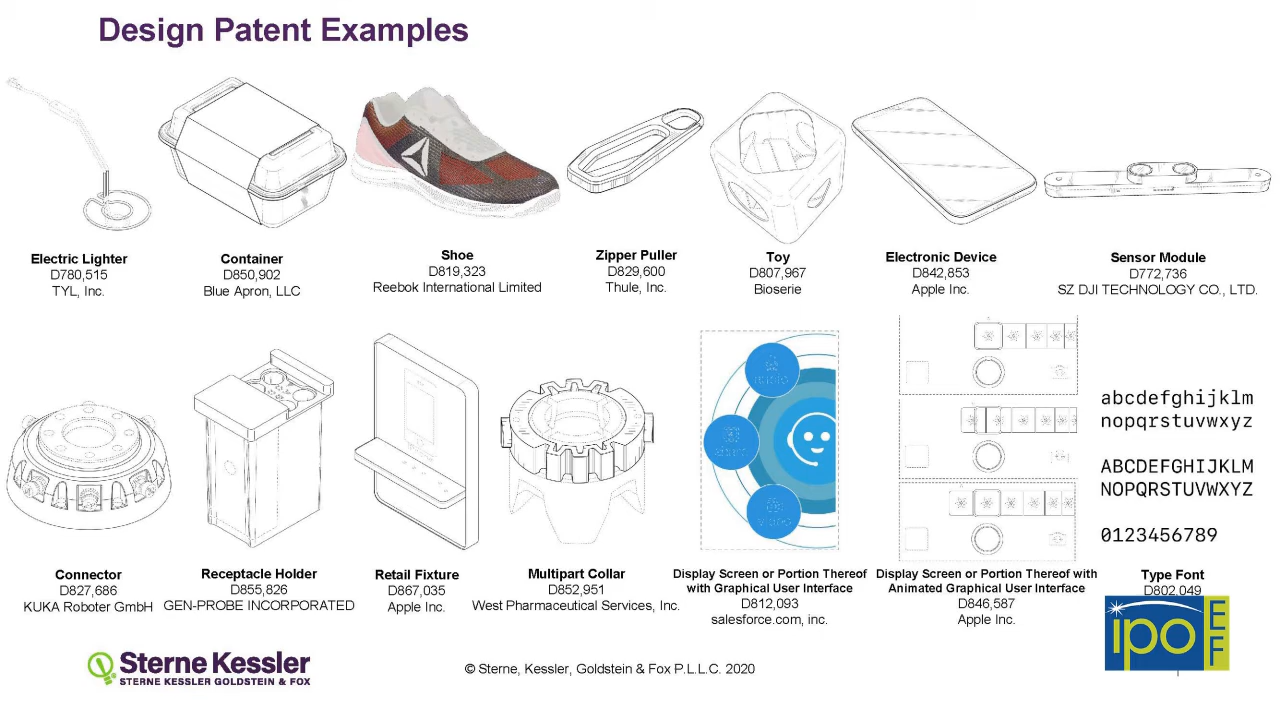 Design Patent Examples
Electric Lighter
D780,515
TYL, Inc.
Container
D850,902
Blue Apron, LLC
Shoe
D819,323
Reebok International Limited
Zipper Puller
D829,600
Thule, Inc.
Toy
D807,967
Bioserie
Electronic Device
D842,853
Apple Inc.
Sensor Module
D772,736
SZ DJI TECHNOLOGY CO., LTD.
abcdefghijklm
nopqrstuvwxyz
ABCDEFGHIJKLM
NOPQRSTUVWXYZ
0123456789
Connector
D827,686
KUKA Roboter GmbH
Receptacle Holder
D855,826
GEN-PROBE INCORPORATED
Retail Fixture
D867,035
Apple Inc.
Multipart Collar
D852,951
West Pharmaceutical Services, Inc.
Display Screen or Portion Thereof
with Graphical User Interface
D812,093
salesforce.com, inc.
Display Screen or Portion Thereof with
Animated Graphical User Interface
D846,587
Apple Inc.
Type Font
D802,049
Sterne Kessler
STERNE KESSLER GOLDSTEIN & FOX
© Sterne, Kessler, Goldstein & Fox P.L.L.C. 2020
ipo
EF